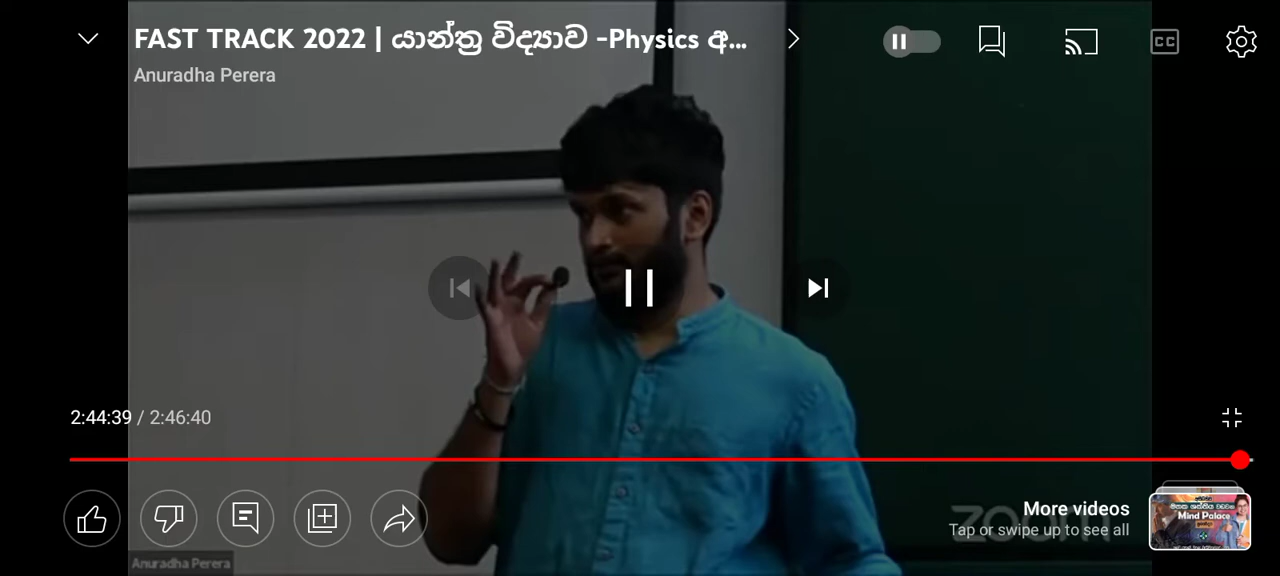 FAST TRACK 2022 | යාන්ත්‍ර විද්‍යාව -Physics අ...
Anuradha Perera
CC
2:44:39 / 2:46:40
More videos
Tap or swipe up to see all
Mind Palace
zoom
Anuradha Perera